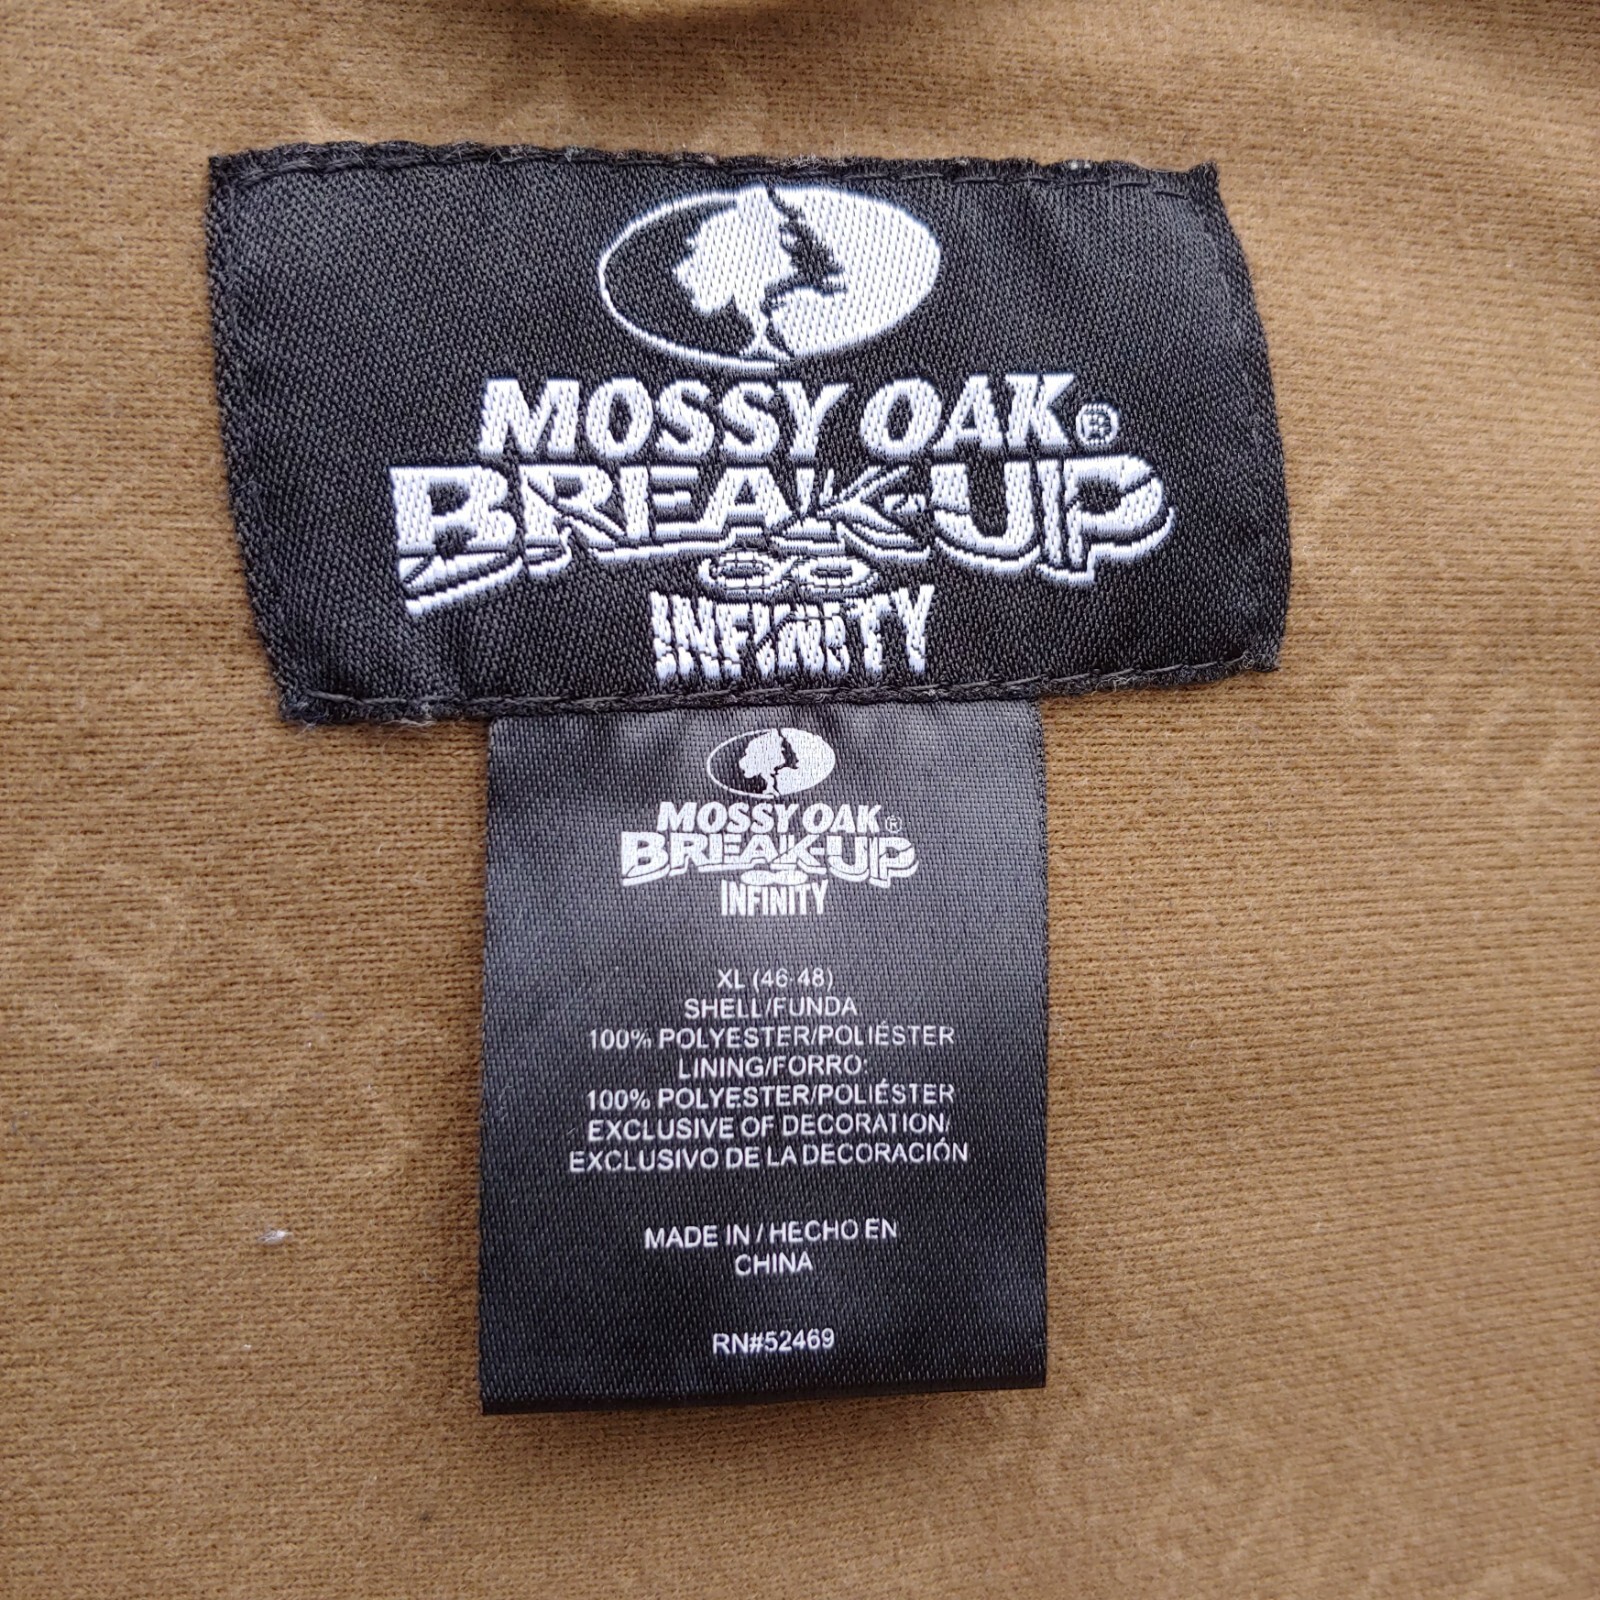 MOSSY OAK®
BREAK-UP
INFINITY
MOSSY OAK®
BREAK-UP
INFINITY
XL (46-48)
SHELL/FUNDA
100% POLYESTER/POLIÉSTER
LINING/FORRO:
100% POLYESTER/POLIÉSTER
EXCLUSIVE OF DECORATION/
EXCLUSIVO DE LA DECORACIÓN
MADE IN / HECHO EN
CHINA
RN#52469